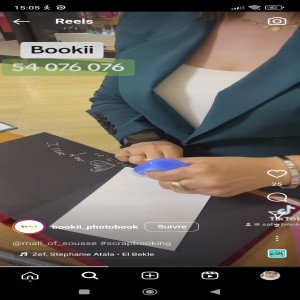 15:05
Reels
Bookii
54 076 076
25
TikTok
bookii_photobook
Suivre
@mall_of_sousse #scrapbooking
Zef, Stephanie Atala • El Bekle